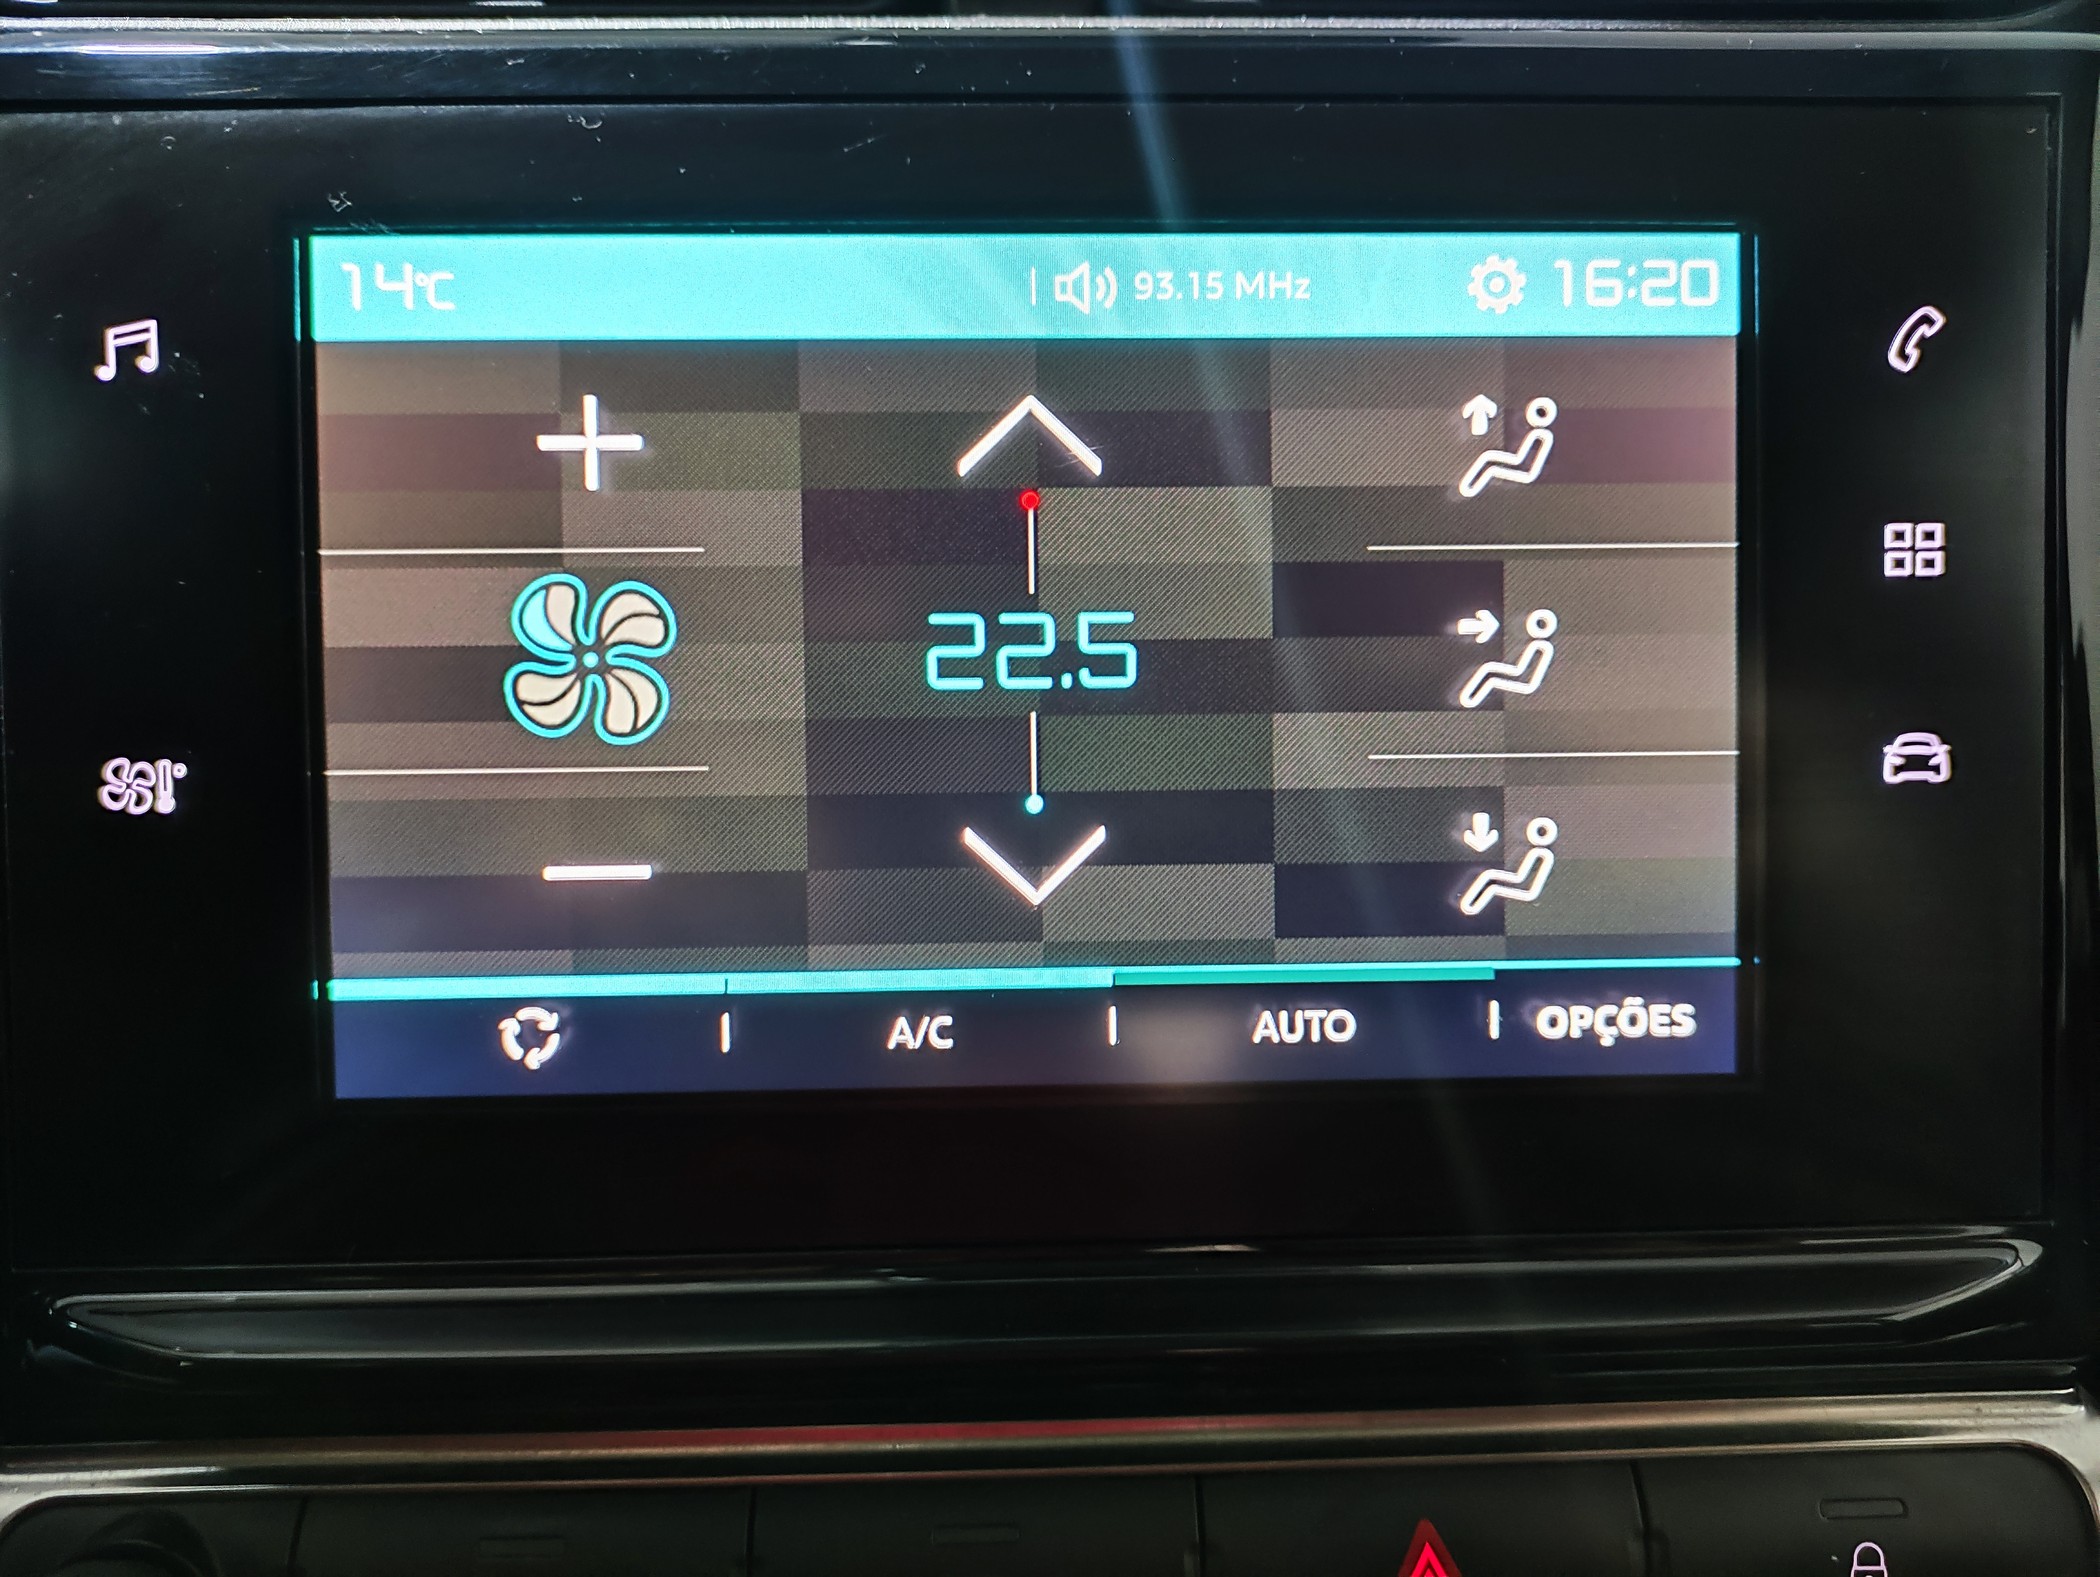 14°C
93.15 MHz
16:20
22.5
A/C
AUTO
OPÇÕES